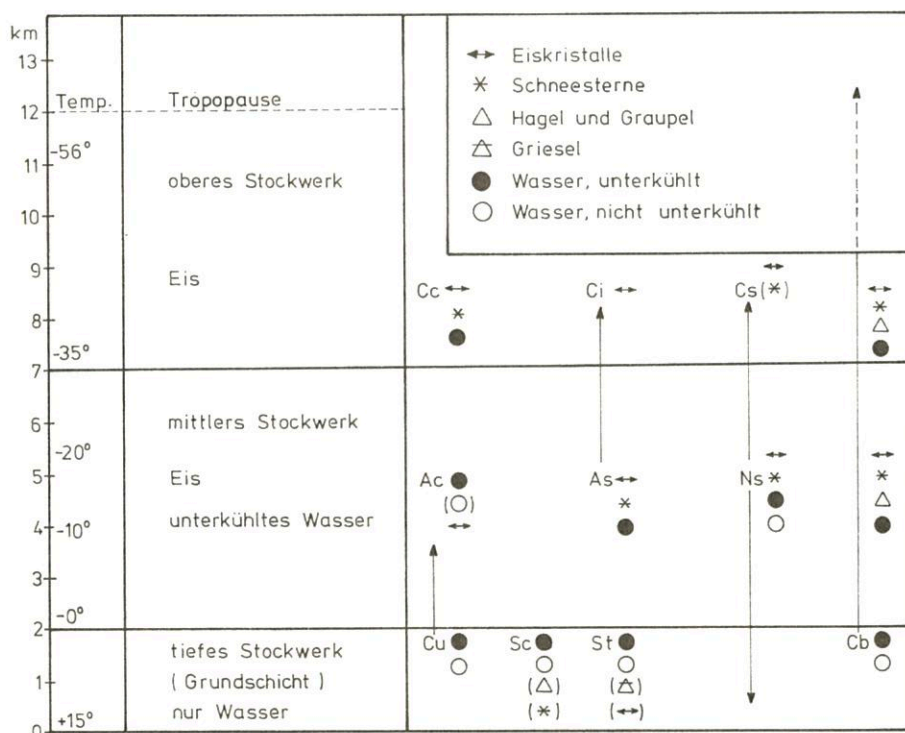 km
13
Temp. Tropopause
12
-56°
11
oberes Stockwerk
10
9
Eis
8
-35°
7
6
mittlers Stockwerk
-20°
5
Eis
unterkühltes Wasser
4
-10°
3
-0°
2
tiefes Stockwerk
(Grundschicht)
1
nur Wasser
+15°
0
Eiskristalle
Schneesterne
Hagel und Graupel
Griesel
Wasser, unterkühlt
Wasser, nicht unterkühlt
Cc Ci Cs
Ac As Ns
Cu Sc St Cb